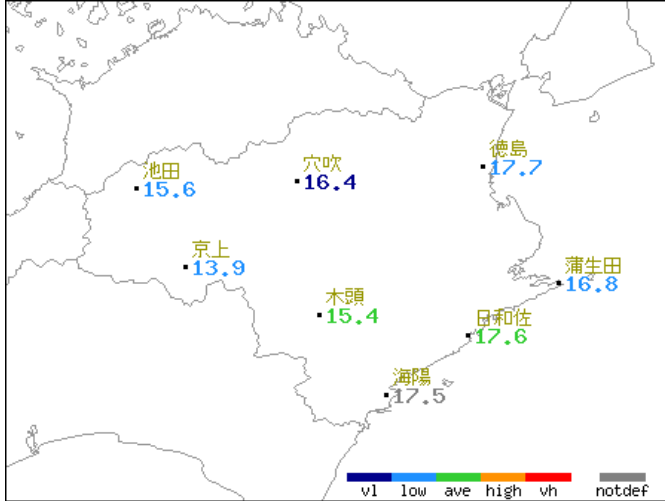 徳島
17.7
穴吹
16.4
池田
15.6
京上
13.9
蒲生田
16.8
木頭
15.4
日和佐
17.6
海陽
17.5
vl low ave high vh notdef